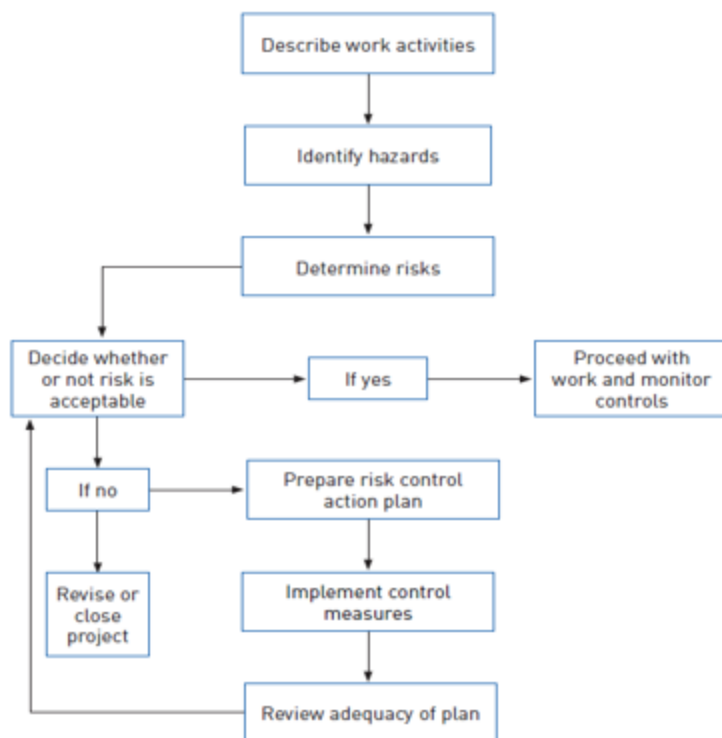 Describe work activities
Identify hazards
Determine risks
Decide whether
or not risk is
acceptable
If yes
Proceed with
work and monitor
controls
If no
Prepare risk control
action plan
Revise or
close
project
Implement control
measures
Review adequacy of plan